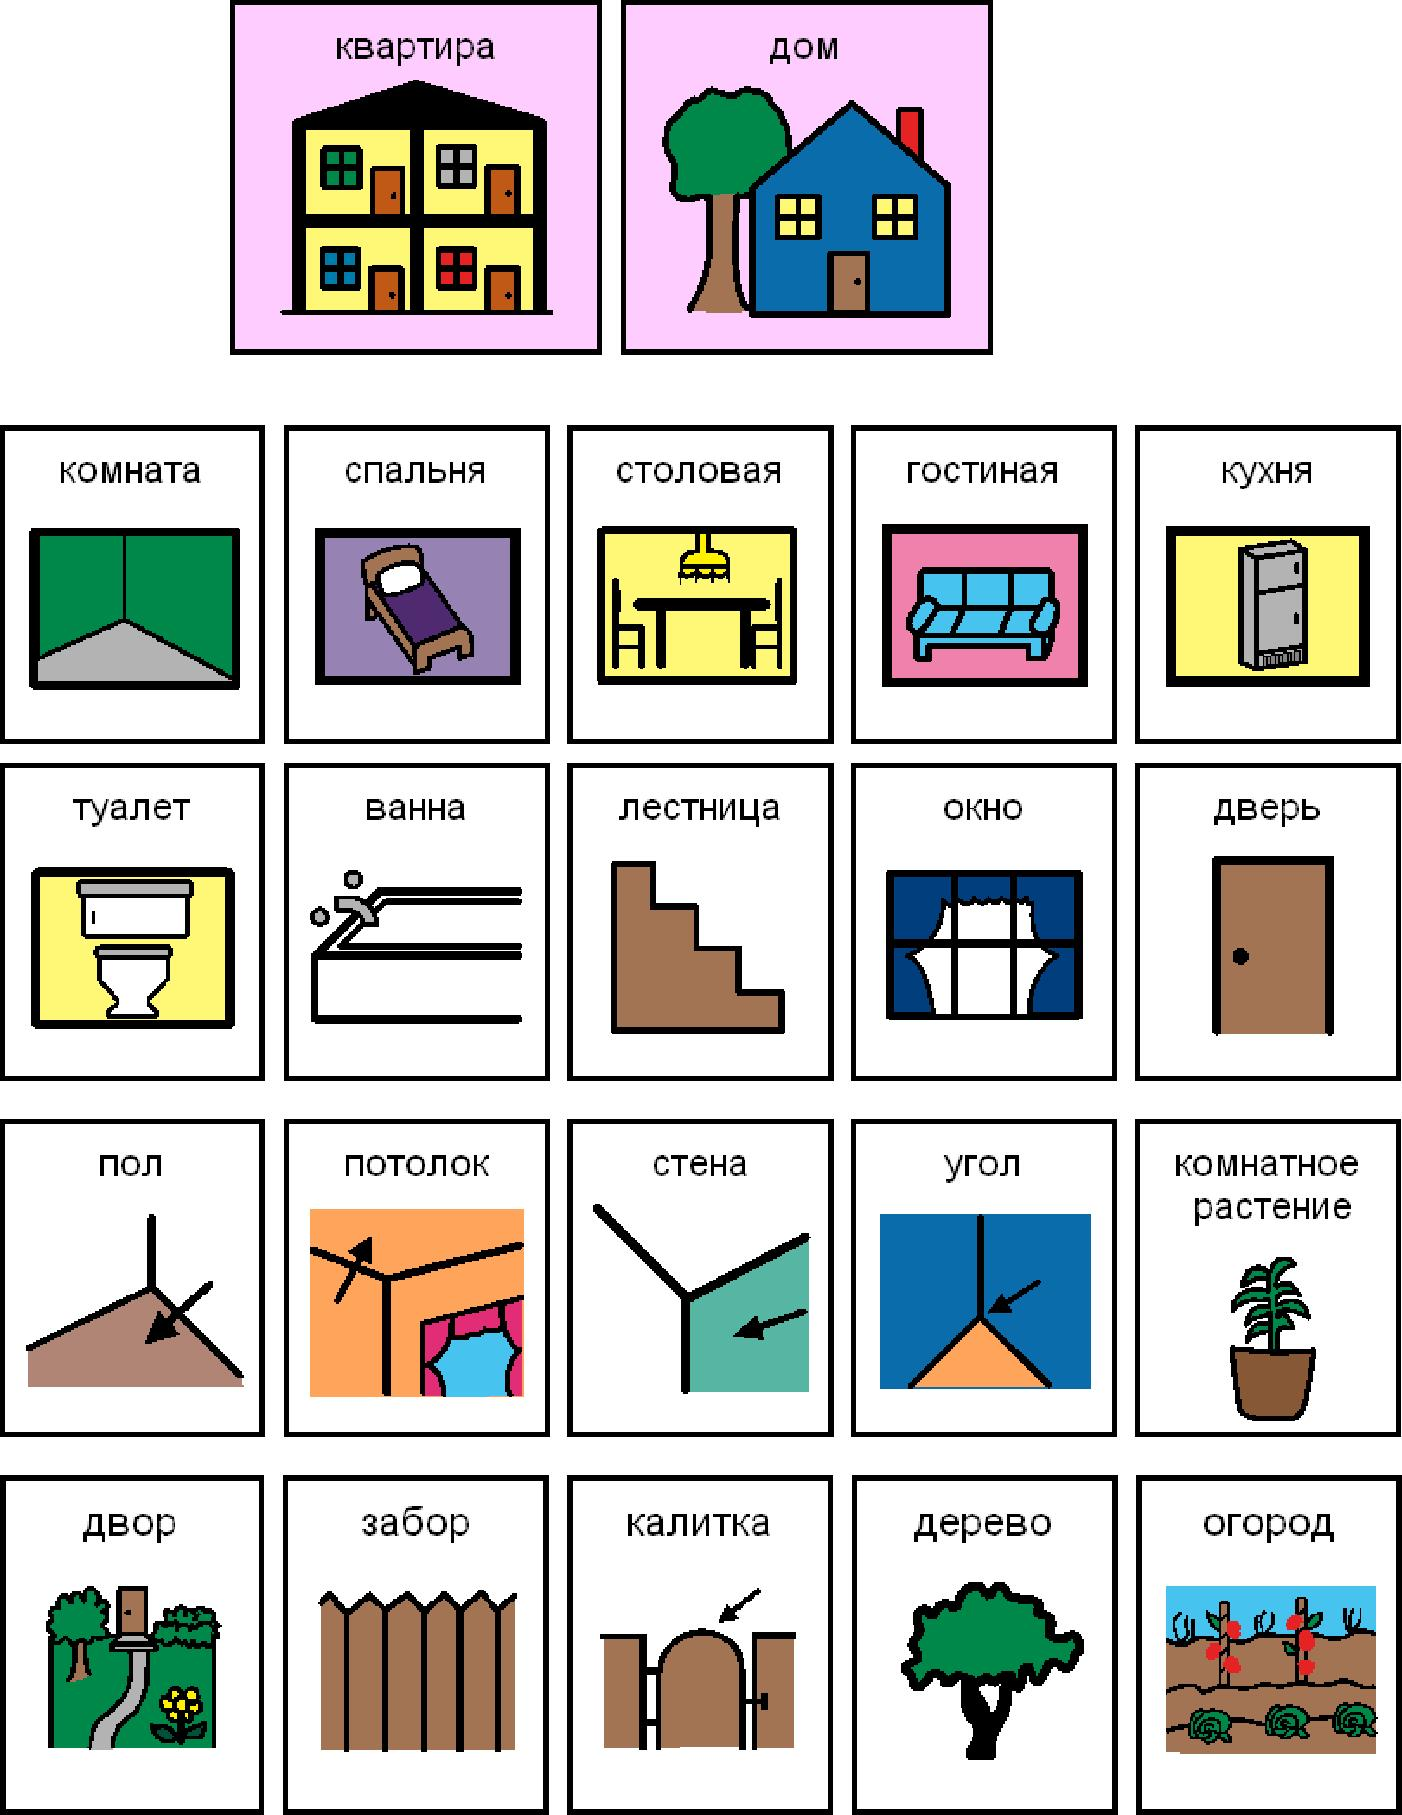 квартира
дом
комната
спальня
столовая
гостиная
кухня
туалет
ванна
лестница
окно
дверь
пол
потолок
стена
угол
комнатное
растение
двор
забор
калитка
дерево
огород